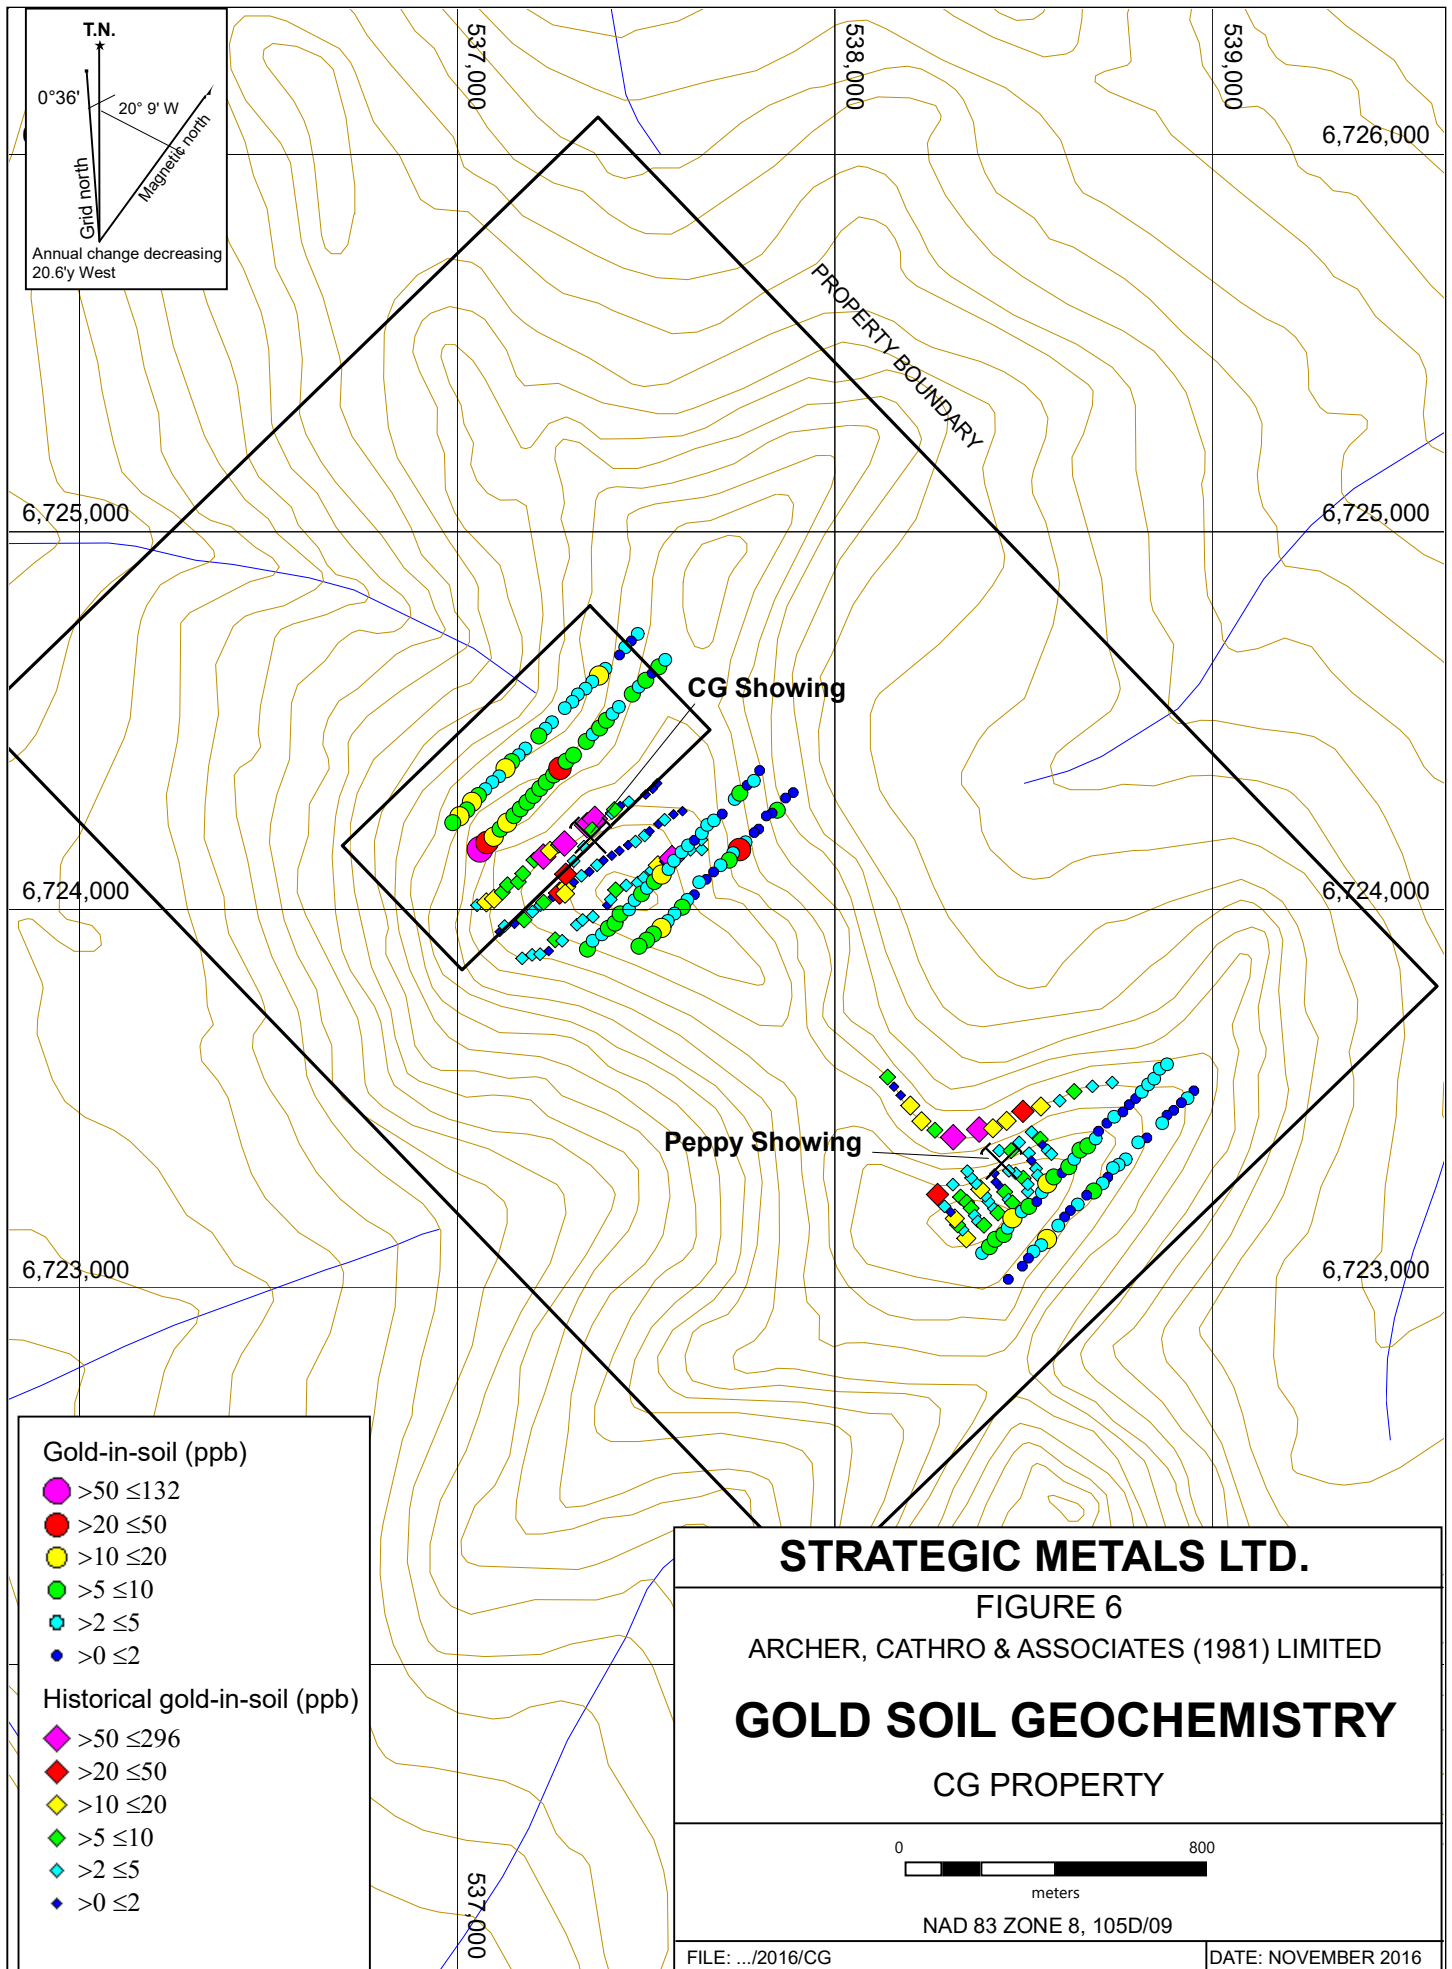 T.N.
0°36'
20° 9' W
Grid north
Magnetic north
Annual change decreasing
20.6'y West
537,000
538,000
539,000
6,726,000
PROPERTY BOUNDARY
6,725,000
6,725,000
CG Showing
6,724,000
6,724,000
Peppy Showing
6,723,000
6,723,000
Gold-in-soil (ppb)
>50 ≤132
>20 ≤50
>10 ≤20
>5 ≤10
>2 ≤5
>0 ≤2
Historical gold-in-soil (ppb)
>50 ≤296
>20 ≤50
>10 ≤20
>5 ≤10
>2 ≤5
>0 ≤2
537,000
STRATEGIC METALS LTD.
FIGURE 6
ARCHER, CATHRO & ASSOCIATES (1981) LIMITED
GOLD SOIL GEOCHEMISTRY
CG PROPERTY
0 800
meters
NAD 83 ZONE 8, 105D/09
FILE: .../2016/CG
DATE: NOVEMBER 2016